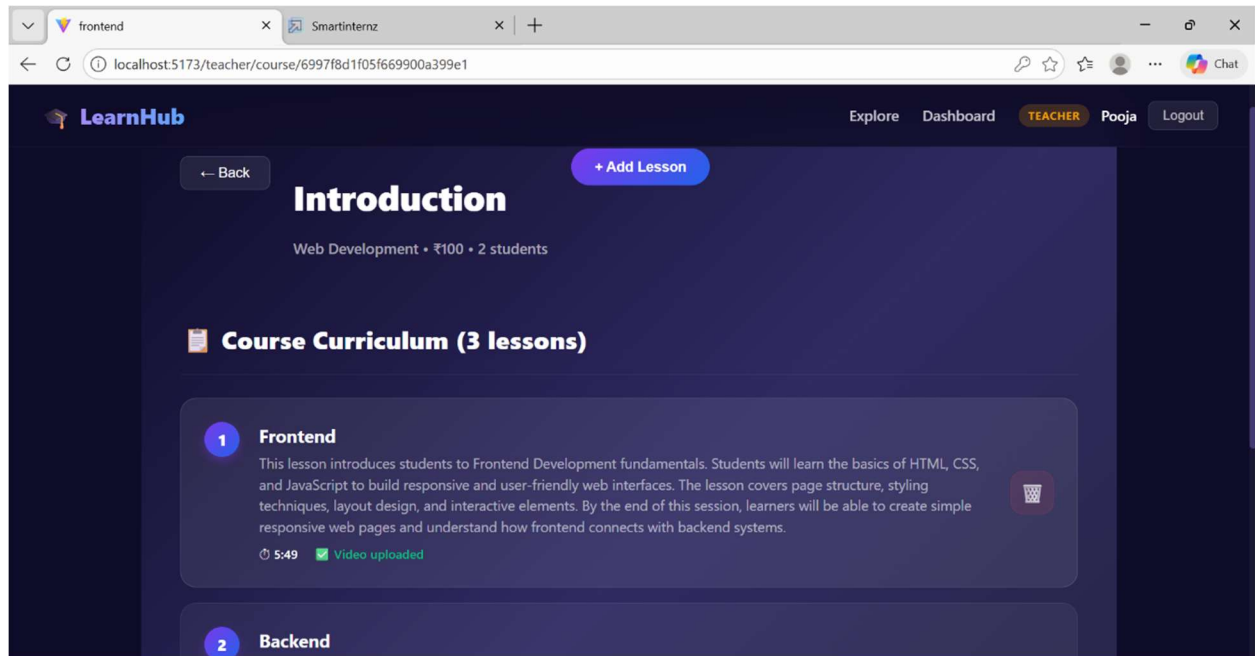 frontend
Smartinternz
localhost:5173/teacher/course/6997f8d1f05f669900a399e1
Chat
LearnHub
Explore
Dashboard
TEACHER
Pooja
Logout
← Back
+ Add Lesson
Introduction
Web Development • ₹100 • 2 students
Course Curriculum (3 lessons)
1
Frontend
This lesson introduces students to Frontend Development fundamentals. Students will learn the basics of HTML, CSS,
and JavaScript to build responsive and user-friendly web interfaces. The lesson covers page structure, styling
techniques, layout design, and interactive elements. By the end of this session, learners will be able to create simple
responsive web pages and understand how frontend connects with backend systems.
5:49
Video uploaded
2
Backend